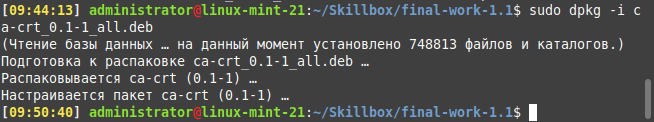 [09:44:13] administrator@linux-mint-21:~/Skillbox/final-work-1.1$ sudo dpkg -i c
a-crt_0.1-1_all.deb
(Чтение базы данных … на данный момент установлено 748813 файлов и каталогов.)
Подготовка к распаковке ca-crt_0.1-1_all.deb …
Распаковывается ca-crt (0.1-1) …
Настраивается пакет ca-crt (0.1-1) …
[09:50:40] administrator@linux-mint-21:~/Skillbox/final-work-1.1$